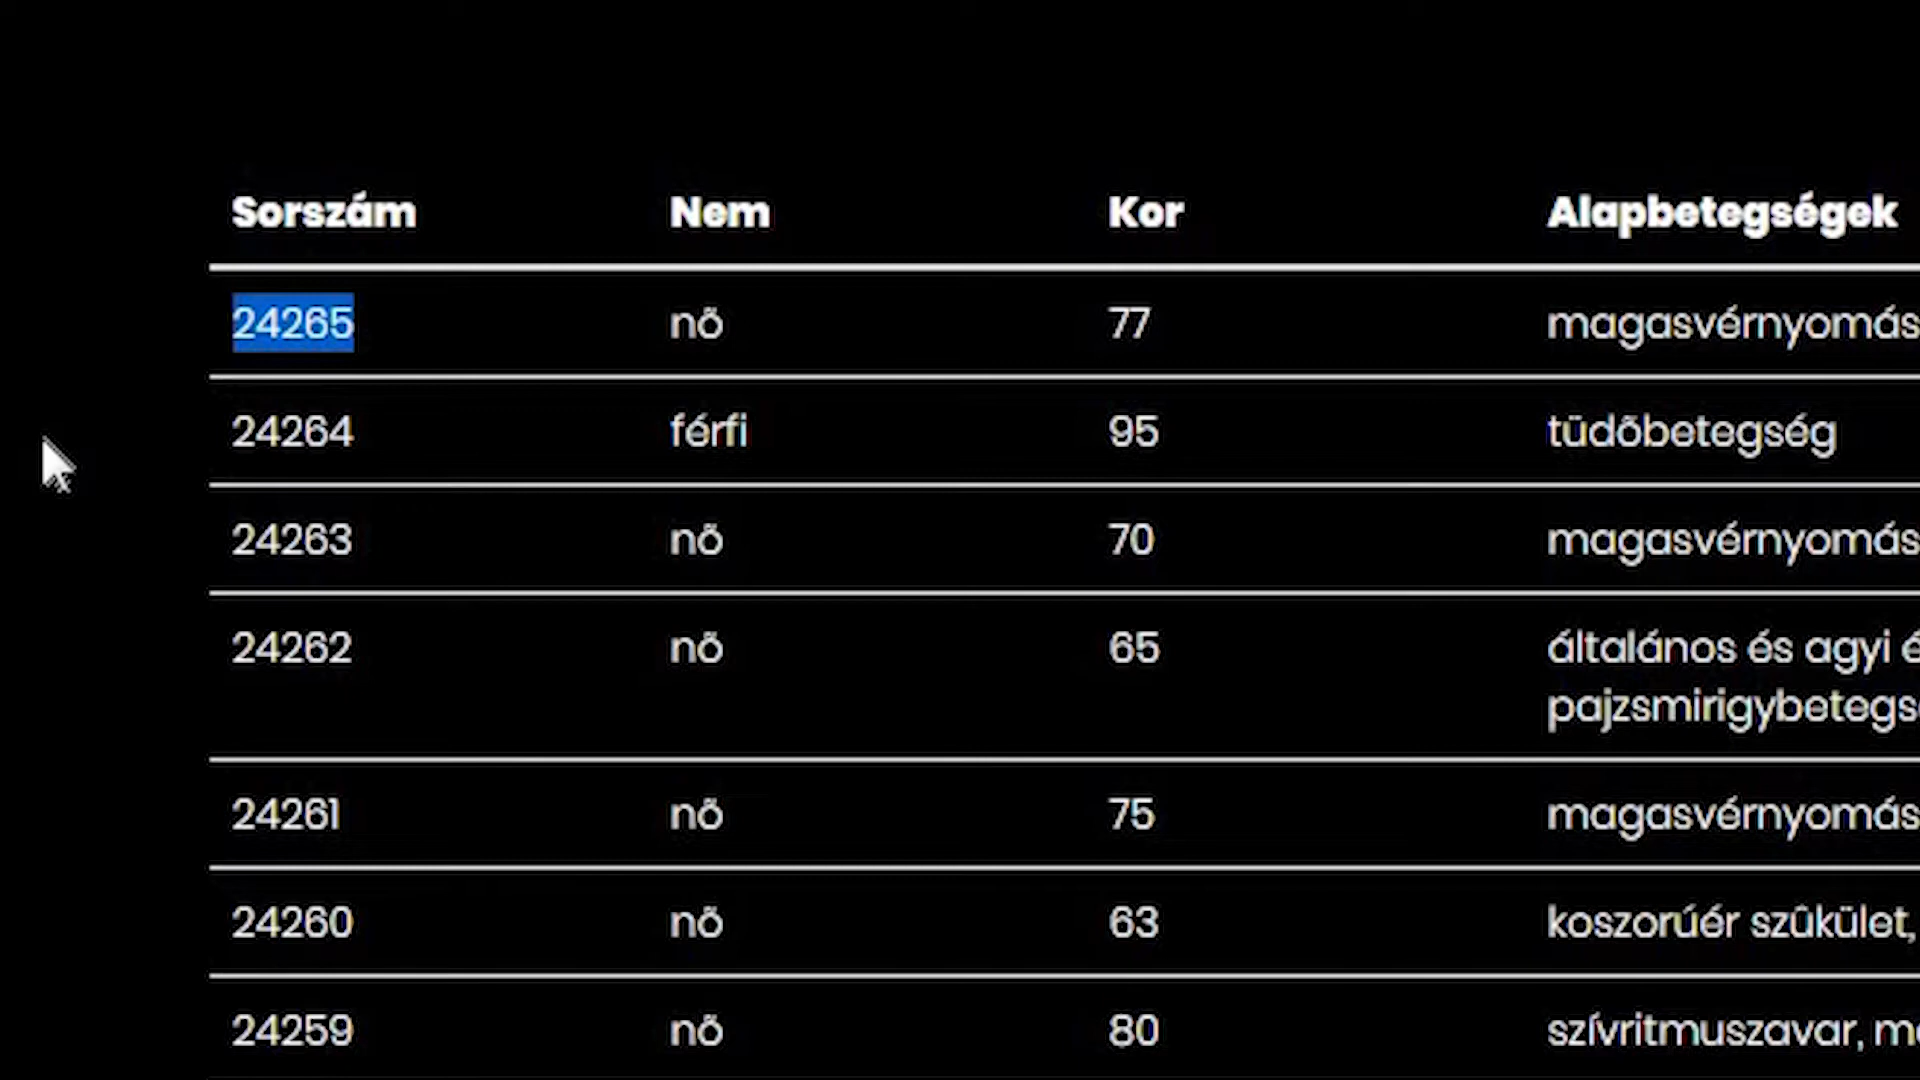 Sorszám Nem Kor Alapbetegségek
24265 nő 77 magasvérnyomás
24264 férfi 95 tüdőbetegség
24263 nő 70 magasvérnyomás
24262 nő 65 általános és agyi é
pajzsmirigybetegs
24261 nő 75 magasvérnyomás
24260 nő 63 koszorúér szűkület,
24259 nő 80 szívritmuszavar, m